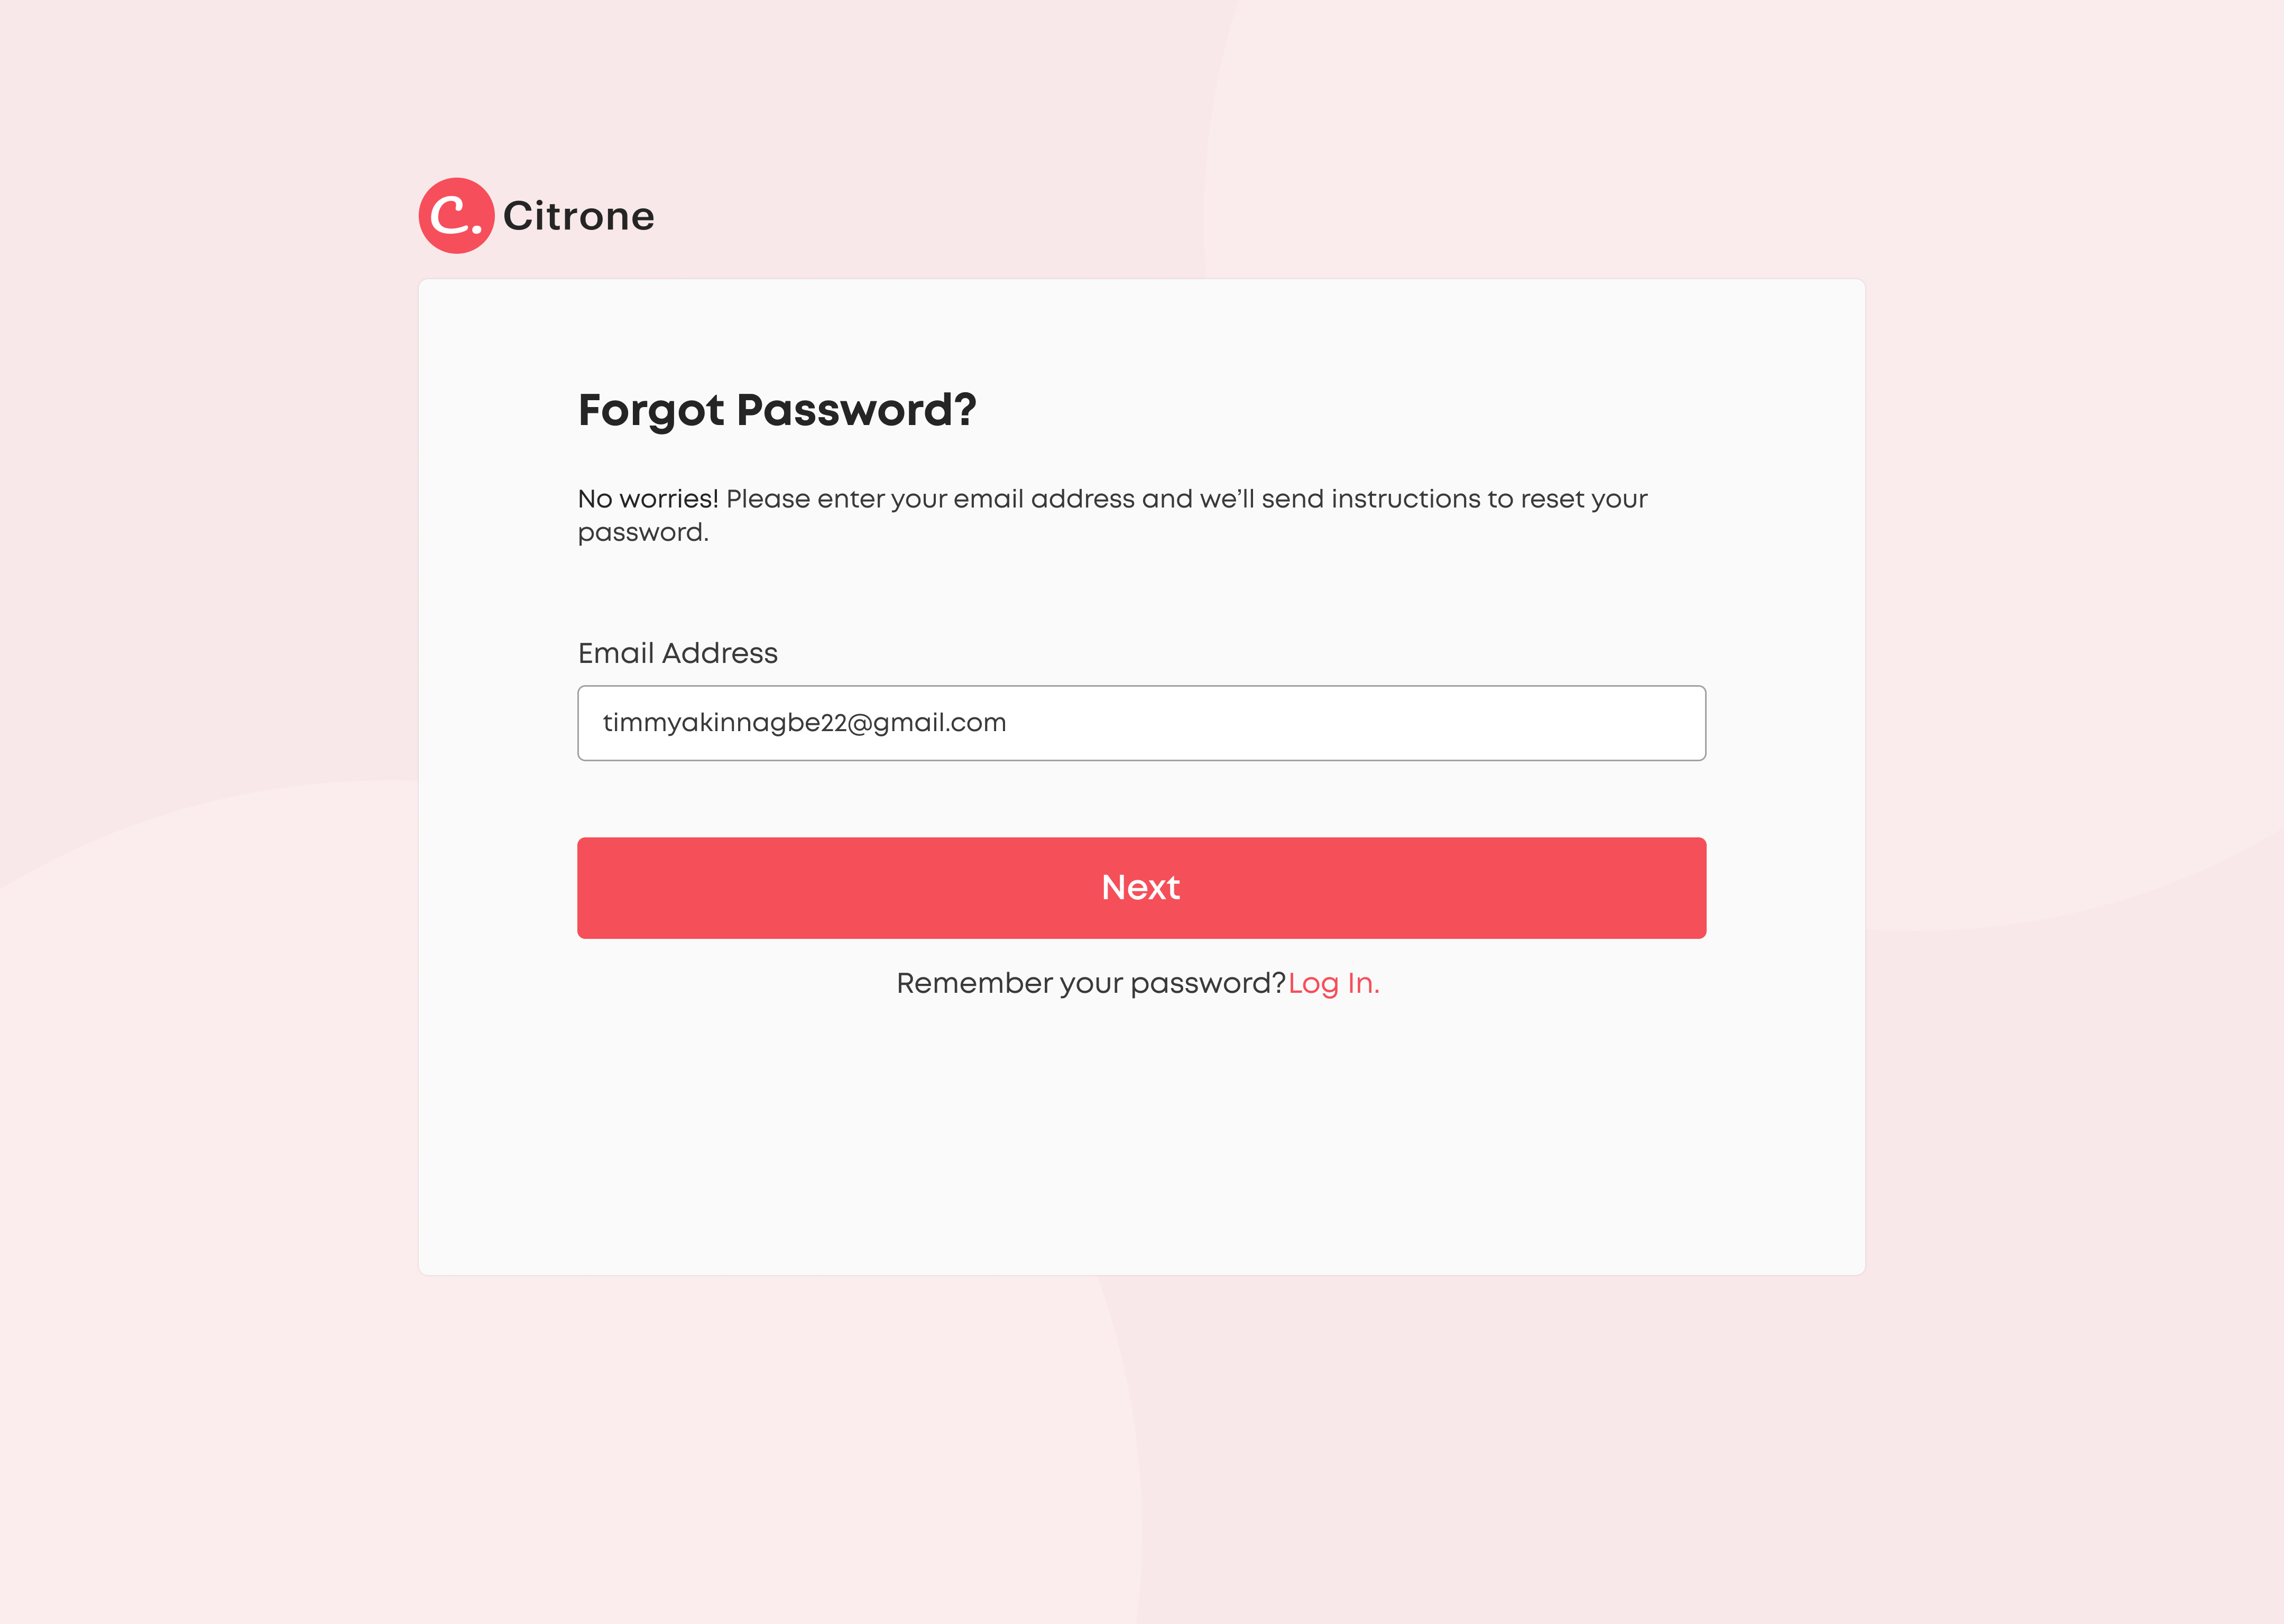 C. Citrone
Forgot Password?
No worries! Please enter your email address and we’ll send instructions to reset your
password.
Email Address
timmyakinnagbe22@gmail.com
Next
Remember your password?Log In.